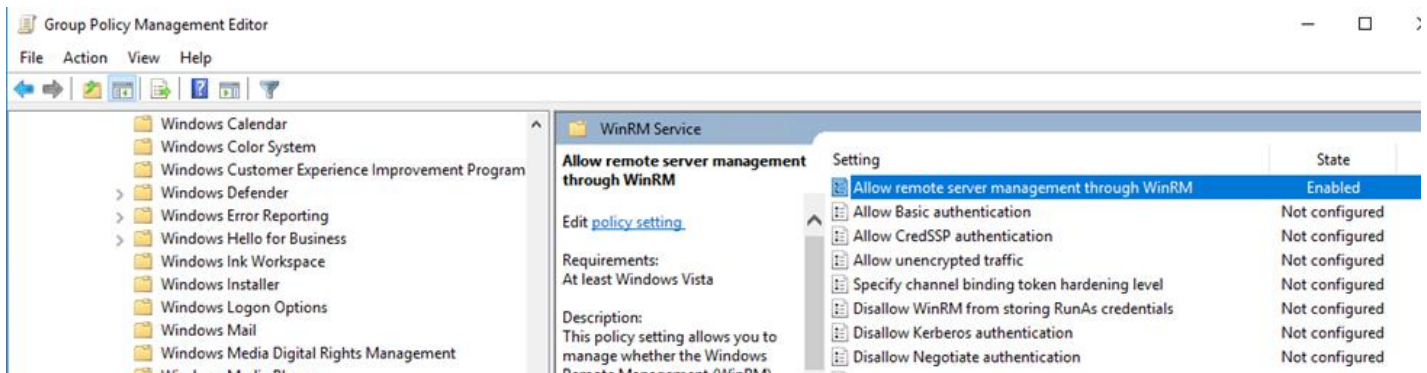 Group Policy Management Editor
File Action View Help
Windows Calendar
Windows Color System
Windows Customer Experience Improvement Program
Windows Defender
Windows Error Reporting
Windows Hello for Business
Windows Ink Workspace
Windows Installer
Windows Logon Options
Windows Mail
Windows Media Digital Rights Management
WinRM Service
Allow remote server management
through WinRM
Edit policy setting
Requirements:
At least Windows Vista
Description:
This policy setting allows you to
manage whether the Windows
Setting State
Allow remote server management through WinRM Enabled
Allow Basic authentication Not configured
Allow CredSSP authentication Not configured
Allow unencrypted traffic Not configured
Specify channel binding token hardening level Not configured
Disallow WinRM from storing RunAs credentials Not configured
Disallow Kerberos authentication Not configured
Disallow Negotiate authentication Not configured